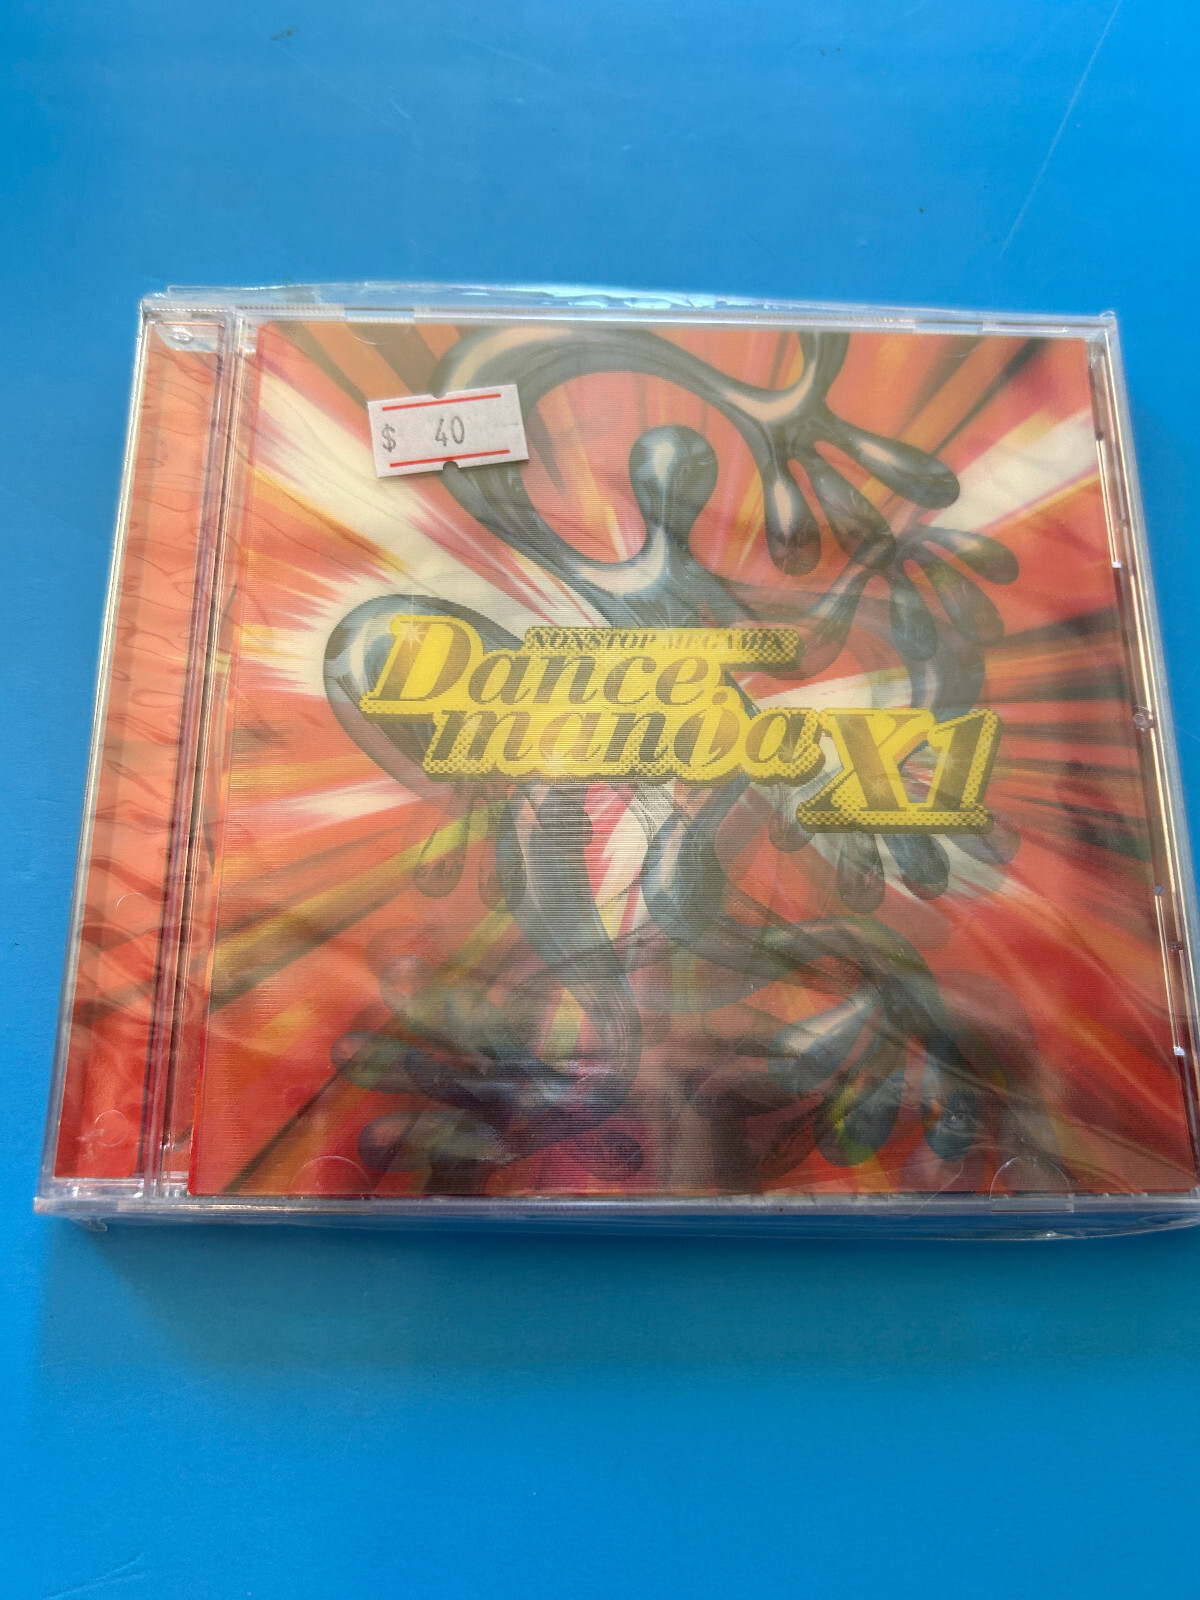 $ 40
NONSTOP MEGAMIX
Dance
mania X1